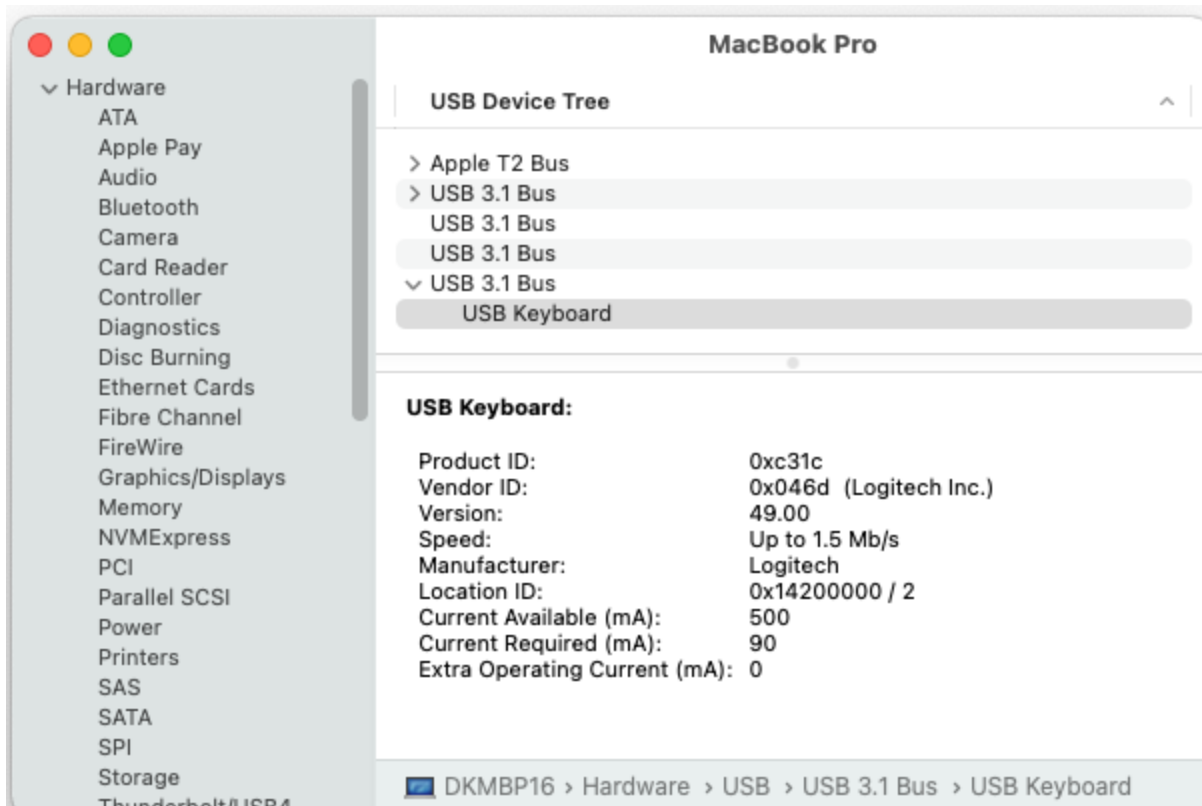 MacBook Pro
Hardware
ATA
Apple Pay
Audio
Bluetooth
Camera
Card Reader
Controller
Diagnostics
Disc Burning
Ethernet Cards
Fibre Channel
FireWire
Graphics/Displays
Memory
NVMExpress
PCI
Parallel SCSI
Power
Printers
SAS
SATA
SPI
Storage
Thunderbolt/USB4
USB Device Tree
Apple T2 Bus
USB 3.1 Bus
USB 3.1 Bus
USB 3.1 Bus
USB 3.1 Bus
USB Keyboard
USB Keyboard:
Product ID: 0xc31c
Vendor ID: 0x046d (Logitech Inc.)
Version: 49.00
Speed: Up to 1.5 Mb/s
Manufacturer: Logitech
Location ID: 0x14200000 / 2
Current Available (mA): 500
Current Required (mA): 90
Extra Operating Current (mA): 0
DKMBP16 › Hardware › USB › USB 3.1 Bus › USB Keyboard